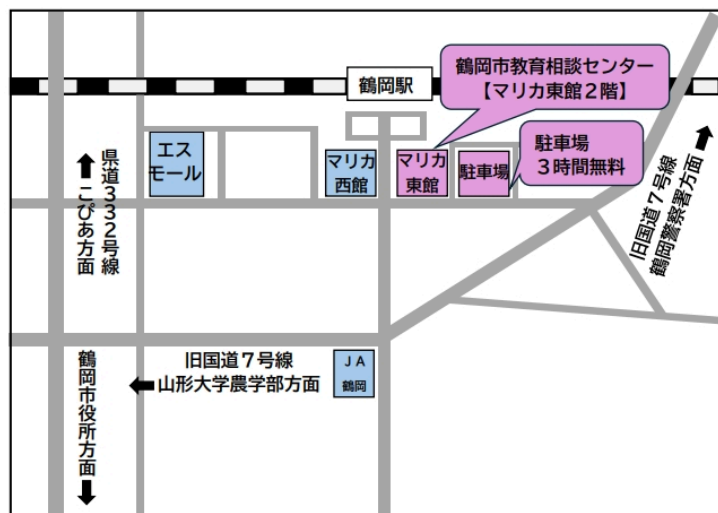 鶴岡駅
鶴岡市教育相談センター
【マリカ東館２階】
エス
モール
マリカ
西館
マリカ
東館
駐車場
駐車場
３時間無料
県道３３２号線
こぴあ方面
旧国道７号線
鶴岡警察署方面
旧国道７号線
山形大学農学部方面
ＪＡ
鶴岡
鶴岡市役所方面